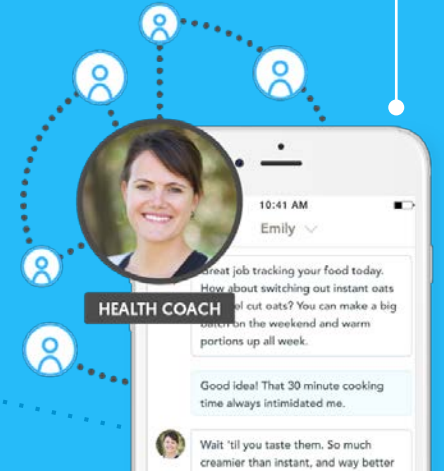 10:41 AM
Emily
Great job tracking your food today.
How about switching out instant oats
el cut oats? You can make a big
batch on the weekend and warm
portions up all week.
HEALTH COACH
Good idea! That 30 minute cooking
time always intimidated me.
Wait 'til you taste them. So much
creamier than instant, and way better